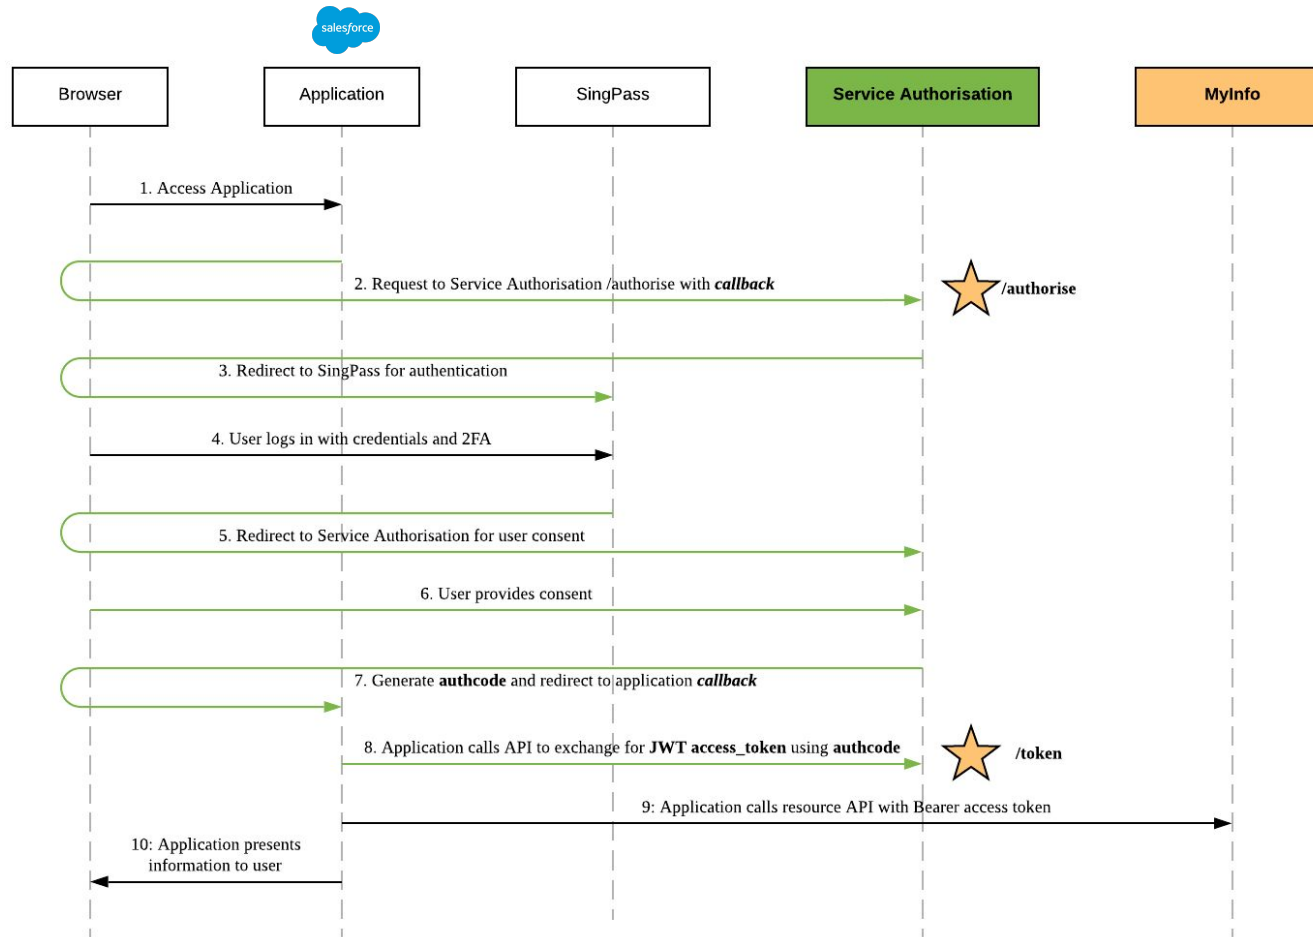 salesforce
Browser
Application
SingPass
Service Authorisation
MyInfo
1. Access Application
2. Request to Service Authorisation /authorise with callback
/authorise
3. Redirect to SingPass for authentication
4. User logs in with credentials and 2FA
5. Redirect to Service Authorisation for user consent
6. User provides consent
7. Generate authcode and redirect to application callback
8. Application calls API to exchange for JWT access_token using authcode
/token
9: Application calls resource API with Bearer access token
10: Application presents
information to user